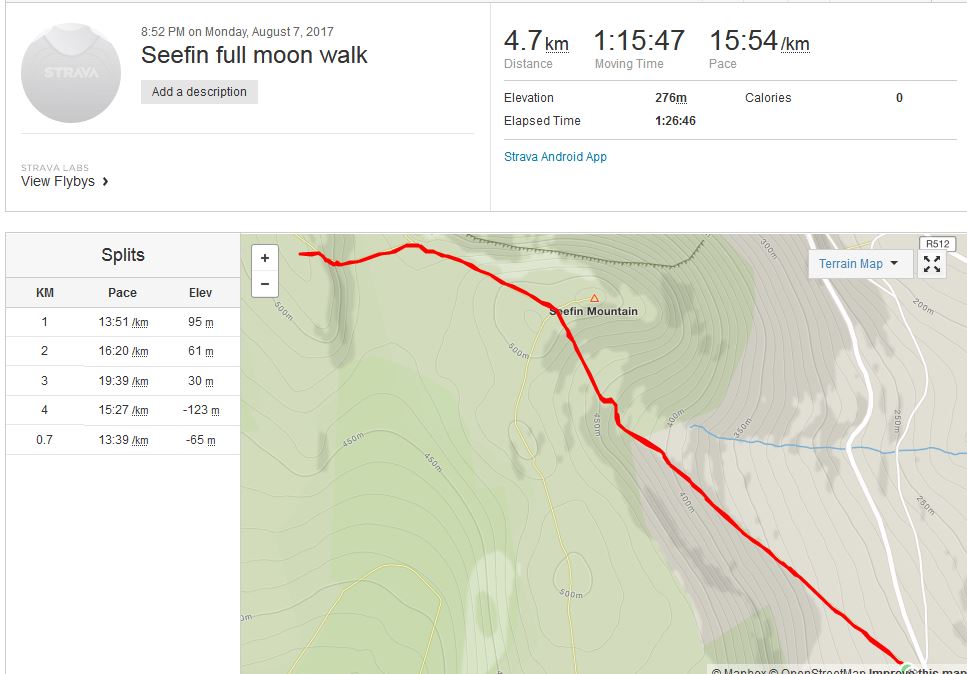 STRAVA
8:52 PM on Monday, August 7, 2017
Seefin full moon walk
Add a description
STRAVA LABS
View Flybys
4.7 km 1:15:47 15:54/km
Distance Moving Time Pace
Elevation 276m Calories 0
Elapsed Time 1:26:46
Strava Android App
Splits
KM Pace Elev
1 13:51 /km 95 m
2 16:20 /km 61 m
3 19:39 /km 30 m
4 15:27 /km -123 m
0.7 13:39 /km -65 m
+
-
R512
Terrain Map
300m
200m
500m
Seefin Mountain
500m
450m
400m
350m
250m
450m
450m
400m
250m
500m
0m
© Mapbox © OpenStreetMap Improve this map